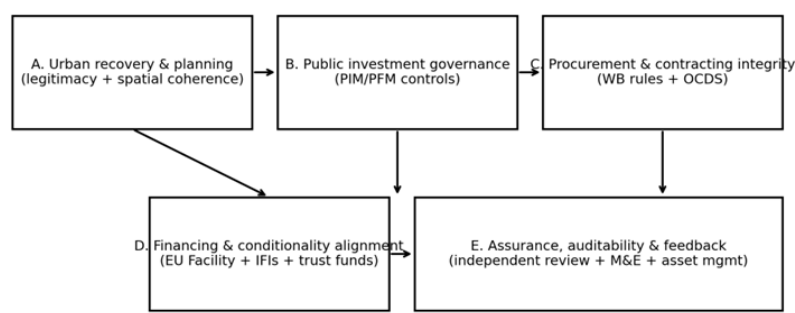 A. Urban recovery & planning
(legitimacy + spatial coherence)
B. Public investment governance
(PIM/PFM controls)
C. Procurement & contracting integrity
(WB rules + OCDS)
D. Financing & conditionality alignment
(EU Facility + IFIs + trust funds)
E. Assurance, auditability & feedback
(independent review + M&E + asset mgmt)